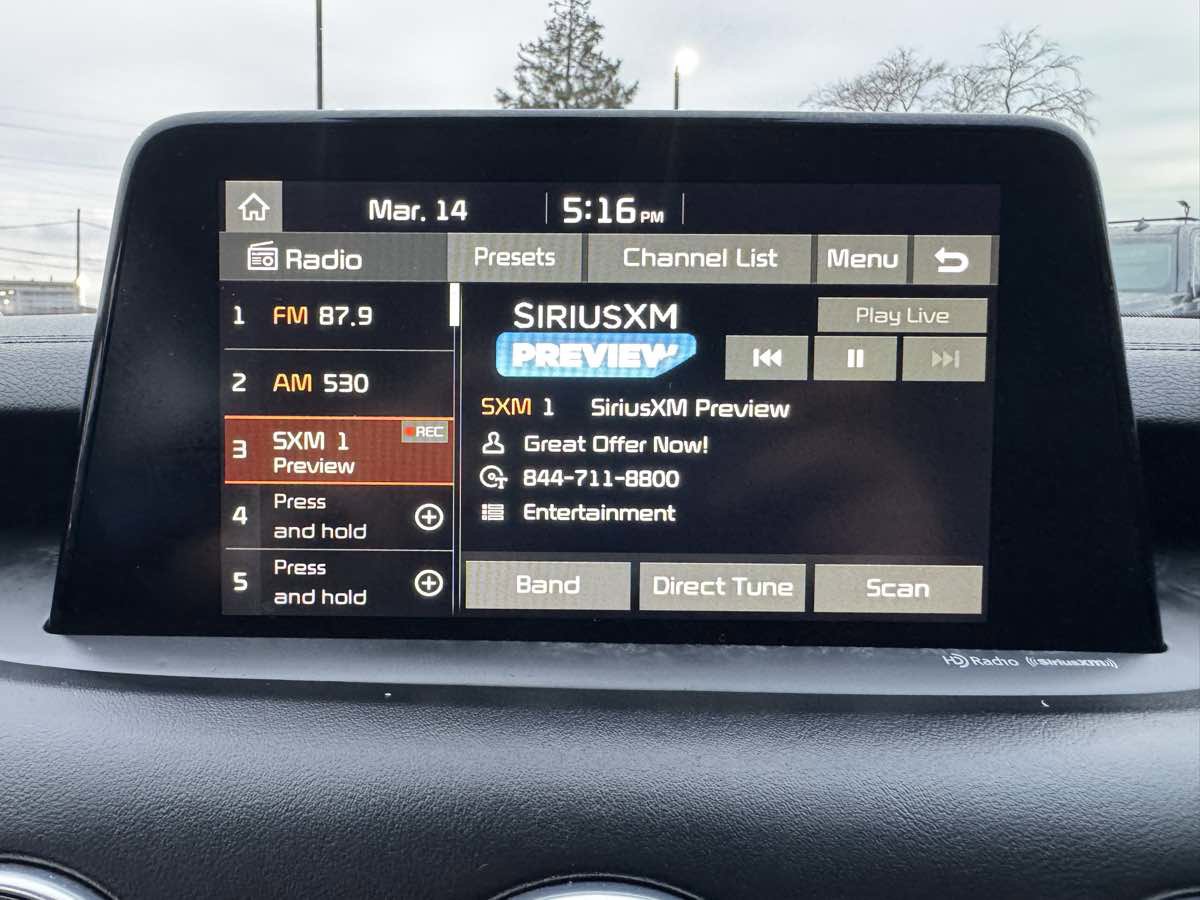 Mar. 14
5:16 PM
Radio
Presets
Channel List
Menu
1 FM 87.9
2 AM 530
3 SXM 1 REC
Preview
4 Press
and hold
5 Press
and hold
SIRIUSXM
PREVIEW
Play Live
SXM 1 SiriusXM Preview
Great Offer Now!
844-711-8800
Entertainment
Band
Direct Tune
Scan
HD Radio ((SiriusXM))